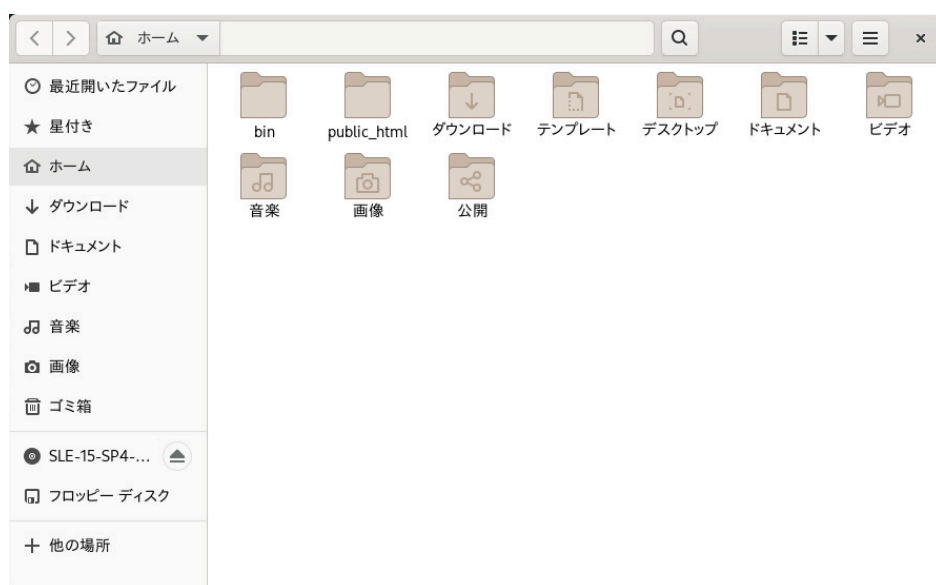 ホーム
最近開いたファイル
星付き
ホーム
ダウンロード
ドキュメント
ビデオ
音楽
画像
ゴミ箱
SLE-15-SP4-...
フロッピー ディスク
他の場所
bin public_html ダウンロード テンプレート デスクトップ ドキュメント ビデオ
音楽 画像 公開